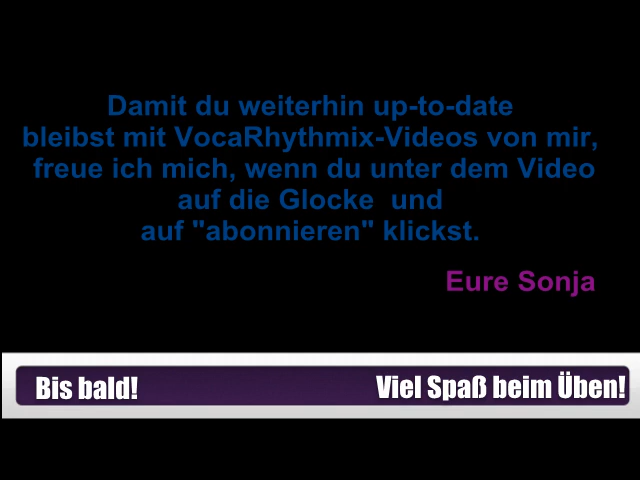 Damit du weiterhin up-to-date
bleibst mit VocaRhythmix-Videos von mir,
freue ich mich, wenn du unter dem Video
auf die Glocke und
auf "abonnieren" klickst.
Eure Sonja
Bis bald!
Viel Spaß beim Üben!